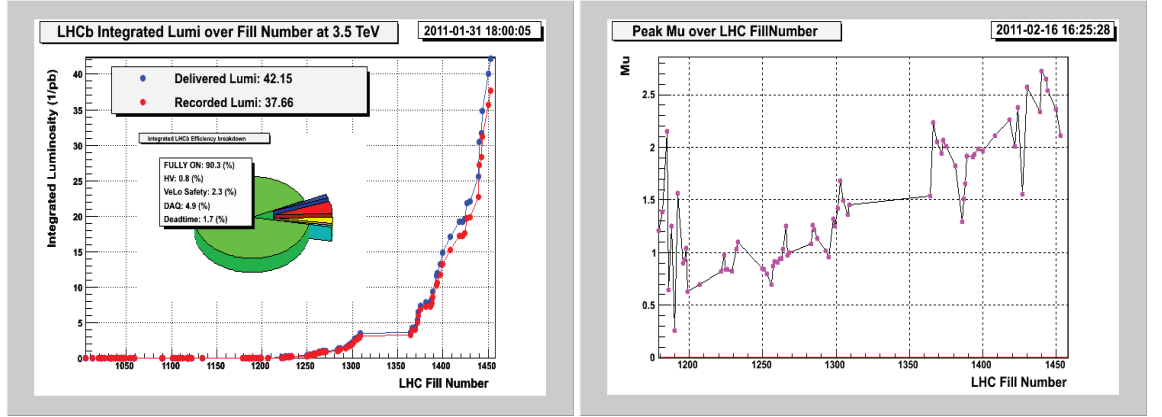 LHCb Integrated Lumi over Fill Number at 3.5 TeV
2011-01-31 18:00:05
Integrated Luminosity (1/pb)
Delivered Lumi: 42.15
Recorded Lumi: 37.66
Integrated LHCb Efficiency breakdown
FULLY ON: 90.3 (%)
HV: 0.8 (%)
VeLo Safety: 2.3 (%)
DAQ: 4.9 (%)
Deadtime: 1.7 (%)
40
35
30
25
20
15
10
5
0
1050 1100 1150 1200 1250 1300 1350 1400 1450
LHC Fill Number
Peak Mu over LHC FillNumber
2011-02-16 16:25:28
Mu
2.5
2
1.5
1
0.5
0
1200 1250 1300 1350 1400 1450
LHC Fill Number